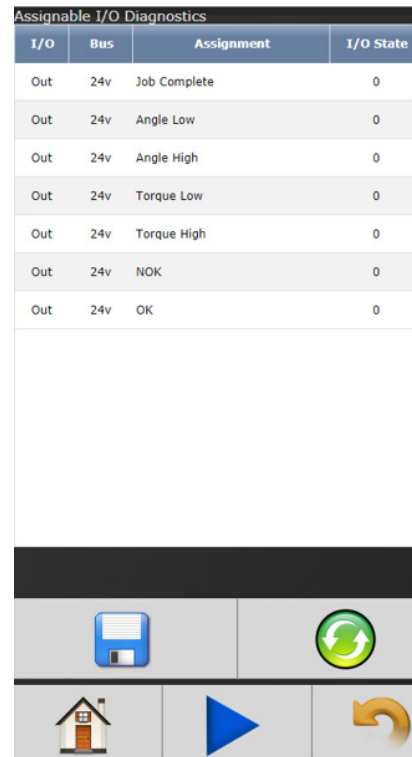 Assignable I/O Diagnostics
I/O Bus Assignment I/O State
Out 24v Job Complete 0
Out 24v Angle Low 0
Out 24v Angle High 0
Out 24v Torque Low 0
Out 24v Torque High 0
Out 24v NOK 0
Out 24v OK 0